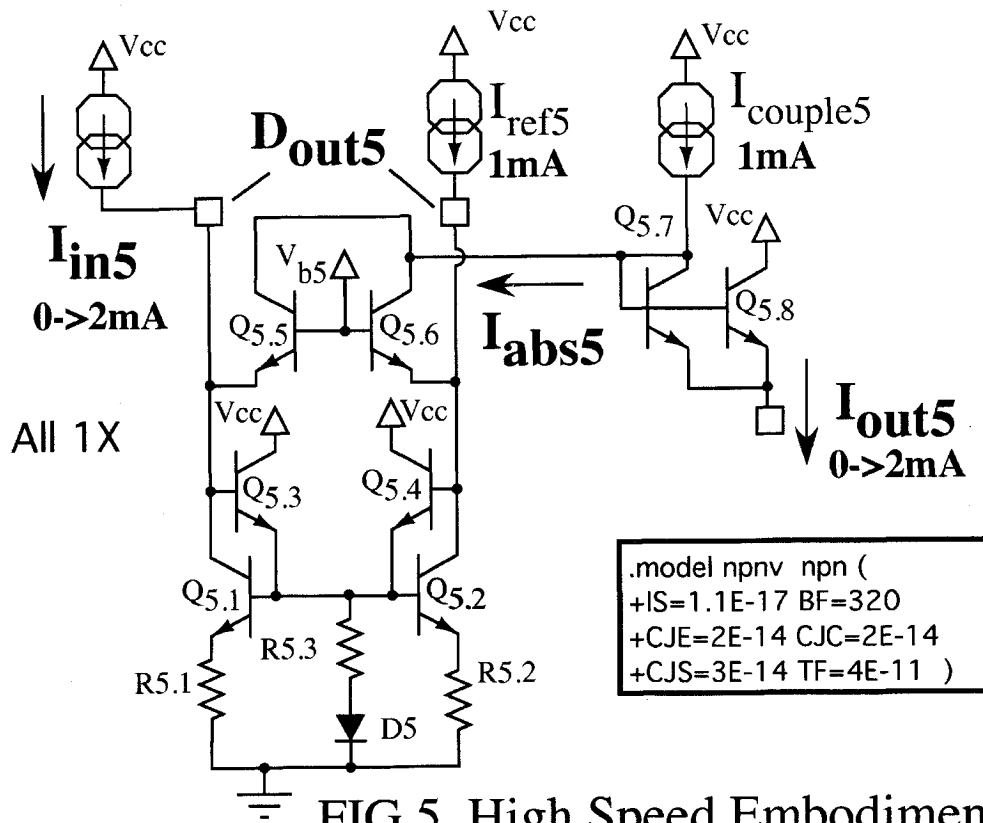 Vcc
Vcc
Vcc
Iref5
1mA
Icouple5
1mA
Dout5
Iin5
0->2mA
Vb5
Q5.5
Q5.6
Q5.7
Vcc
Q5.8
Iabs5
Iout5
0->2mA
All 1X
Vcc
Vcc
Q5.3
Q5.4
Q5.1
Q5.2
R5.1
R5.3
R5.2
D5
.model npnv npn (
+IS=1.1E-17 BF=320
+CJE=2E-14 CJC=2E-14
+CJS=3E-14 TF=4E-11 )
FIG 5 High Speed Embodimen